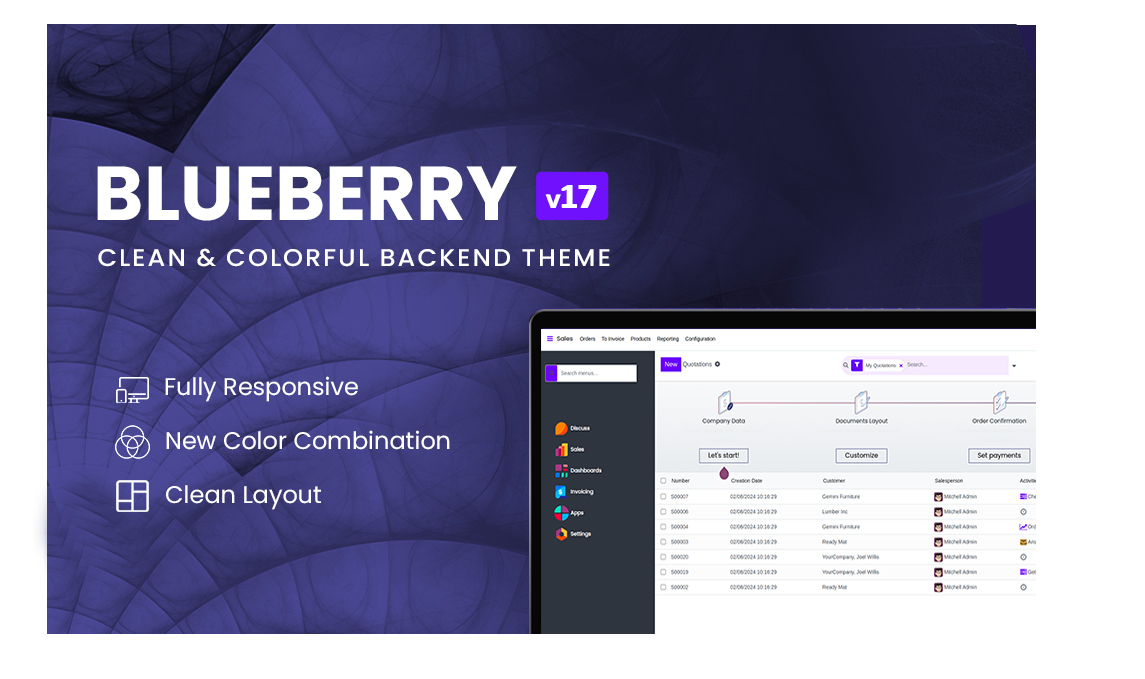 BLUEBERRY v17
CLEAN & COLORFUL BACKEND THEME
Fully Responsive
New Color Combination
Clean Layout
Sales Orders To Invoice Products Reporting Configuration
Search menus...
Discuss
Sales
Dashboards
Invoicing
Apps
Settings
New Quotations
My Quotations × Search...
Company Data Documents Layout Order Confirmation
Let's start! Customize Set payments
Number Creation Date Customer Salesperson Activitie
S00007 02/08/2024 10:16:29 Gemini Furniture Mitchell Admin Che
S00006 02/08/2024 10:16:29 Lumber Inc Mitchell Admin
S00004 02/08/2024 10:16:29 Gemini Furniture Mitchell Admin Ord
S00003 02/08/2024 10:16:29 Ready Mat Mitchell Admin Ans
S00020 02/08/2024 10:16:29 YourCompany, Joel Willis Mitchell Admin
S00019 02/08/2024 10:16:29 YourCompany, Joel Willis Mitchell Admin Get
S00002 02/08/2024 10:16:29 Ready Mat Mitchell Admin